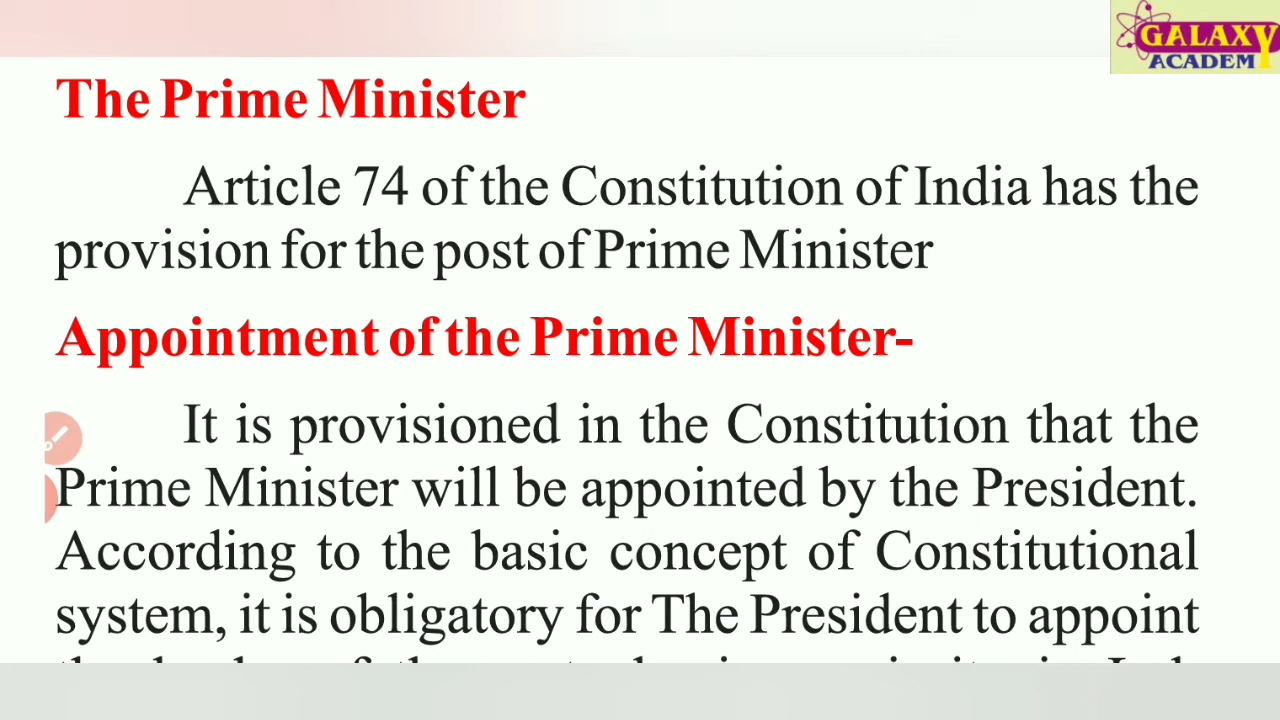 GALAXY
ACADEMY
The Prime Minister
Article 74 of the Constitution of India has the
provision for the post of Prime Minister
Appointment of the Prime Minister-
It is provisioned in the Constitution that the
Prime Minister will be appointed by the President.
According to the basic concept of Constitutional
system, it is obligatory for The President to appoint